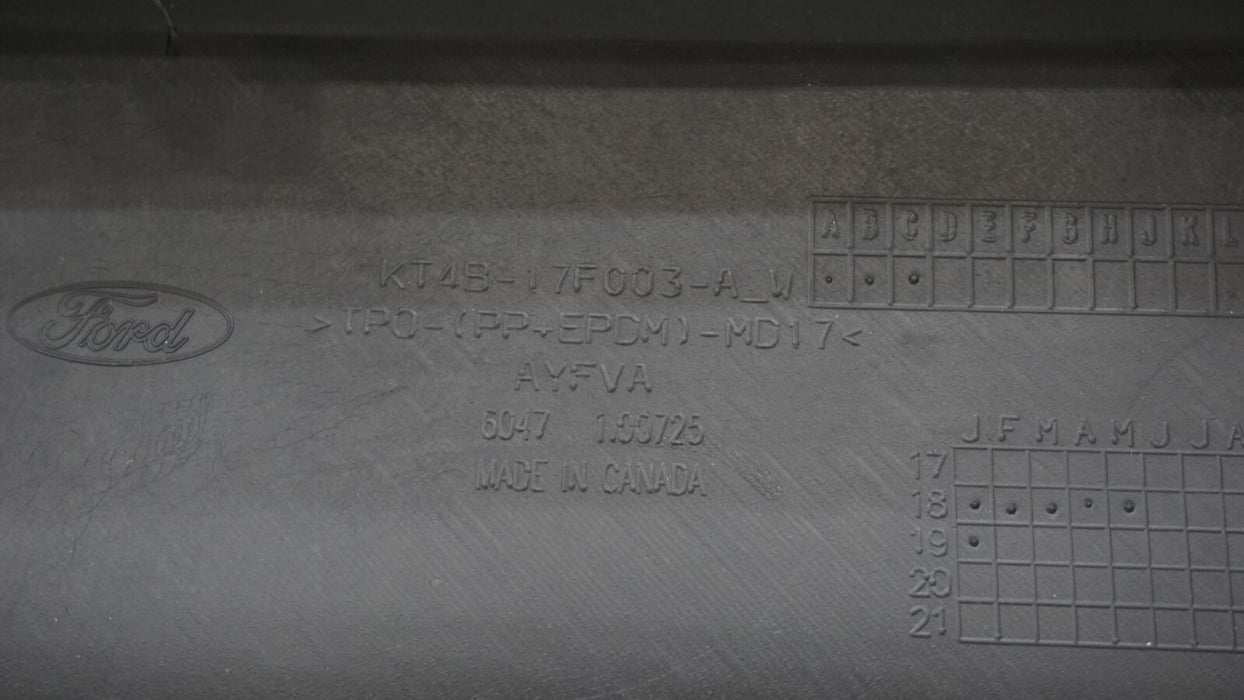 A B C D E F G H J K L
KT4B-17F003-A_W
Ford
>TPO-(PP+EPDM)-MD17<
AYFVA
6047 1.00725
MADE IN CANADA
J F M A M J J A
17
18
19
20
21